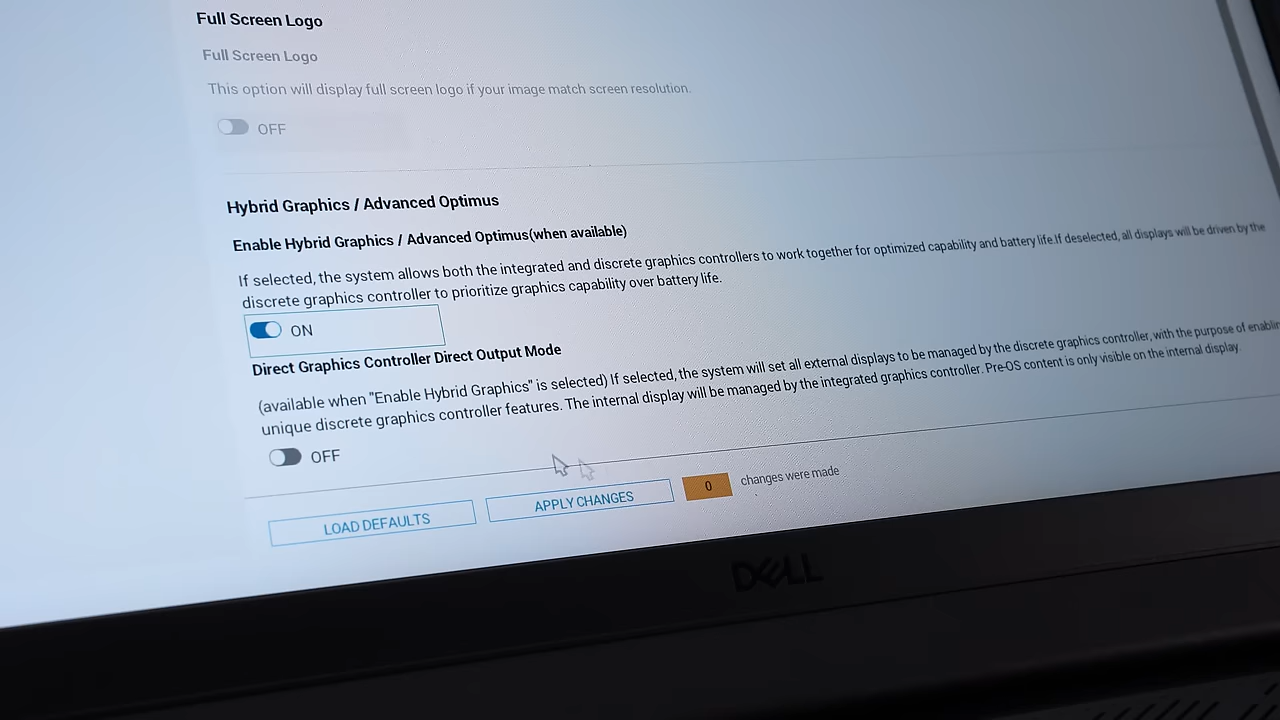 Full Screen Logo
Full Screen Logo
This option will display full screen logo if your image match screen resolution.
OFF
Hybrid Graphics / Advanced Optimus
Enable Hybrid Graphics / Advanced Optimus(when available)
If selected, the system allows both the integrated and discrete graphics controllers to work together for optimized capability and battery life.If deselected, all displays will be driven by the
discrete graphics controller to prioritize graphics capability over battery life.
ON
Direct Graphics Controller Direct Output Mode
(available when "Enable Hybrid Graphics" is selected) If selected, the system will set all external displays to be managed by the discrete graphics controller, with the purpose of enablin
unique discrete graphics controller features. The internal display will be managed by the integrated graphics controller. Pre-OS content is only visible on the internal display.
OFF
LOAD DEFAULTS APPLY CHANGES 0 changes were made
DELL